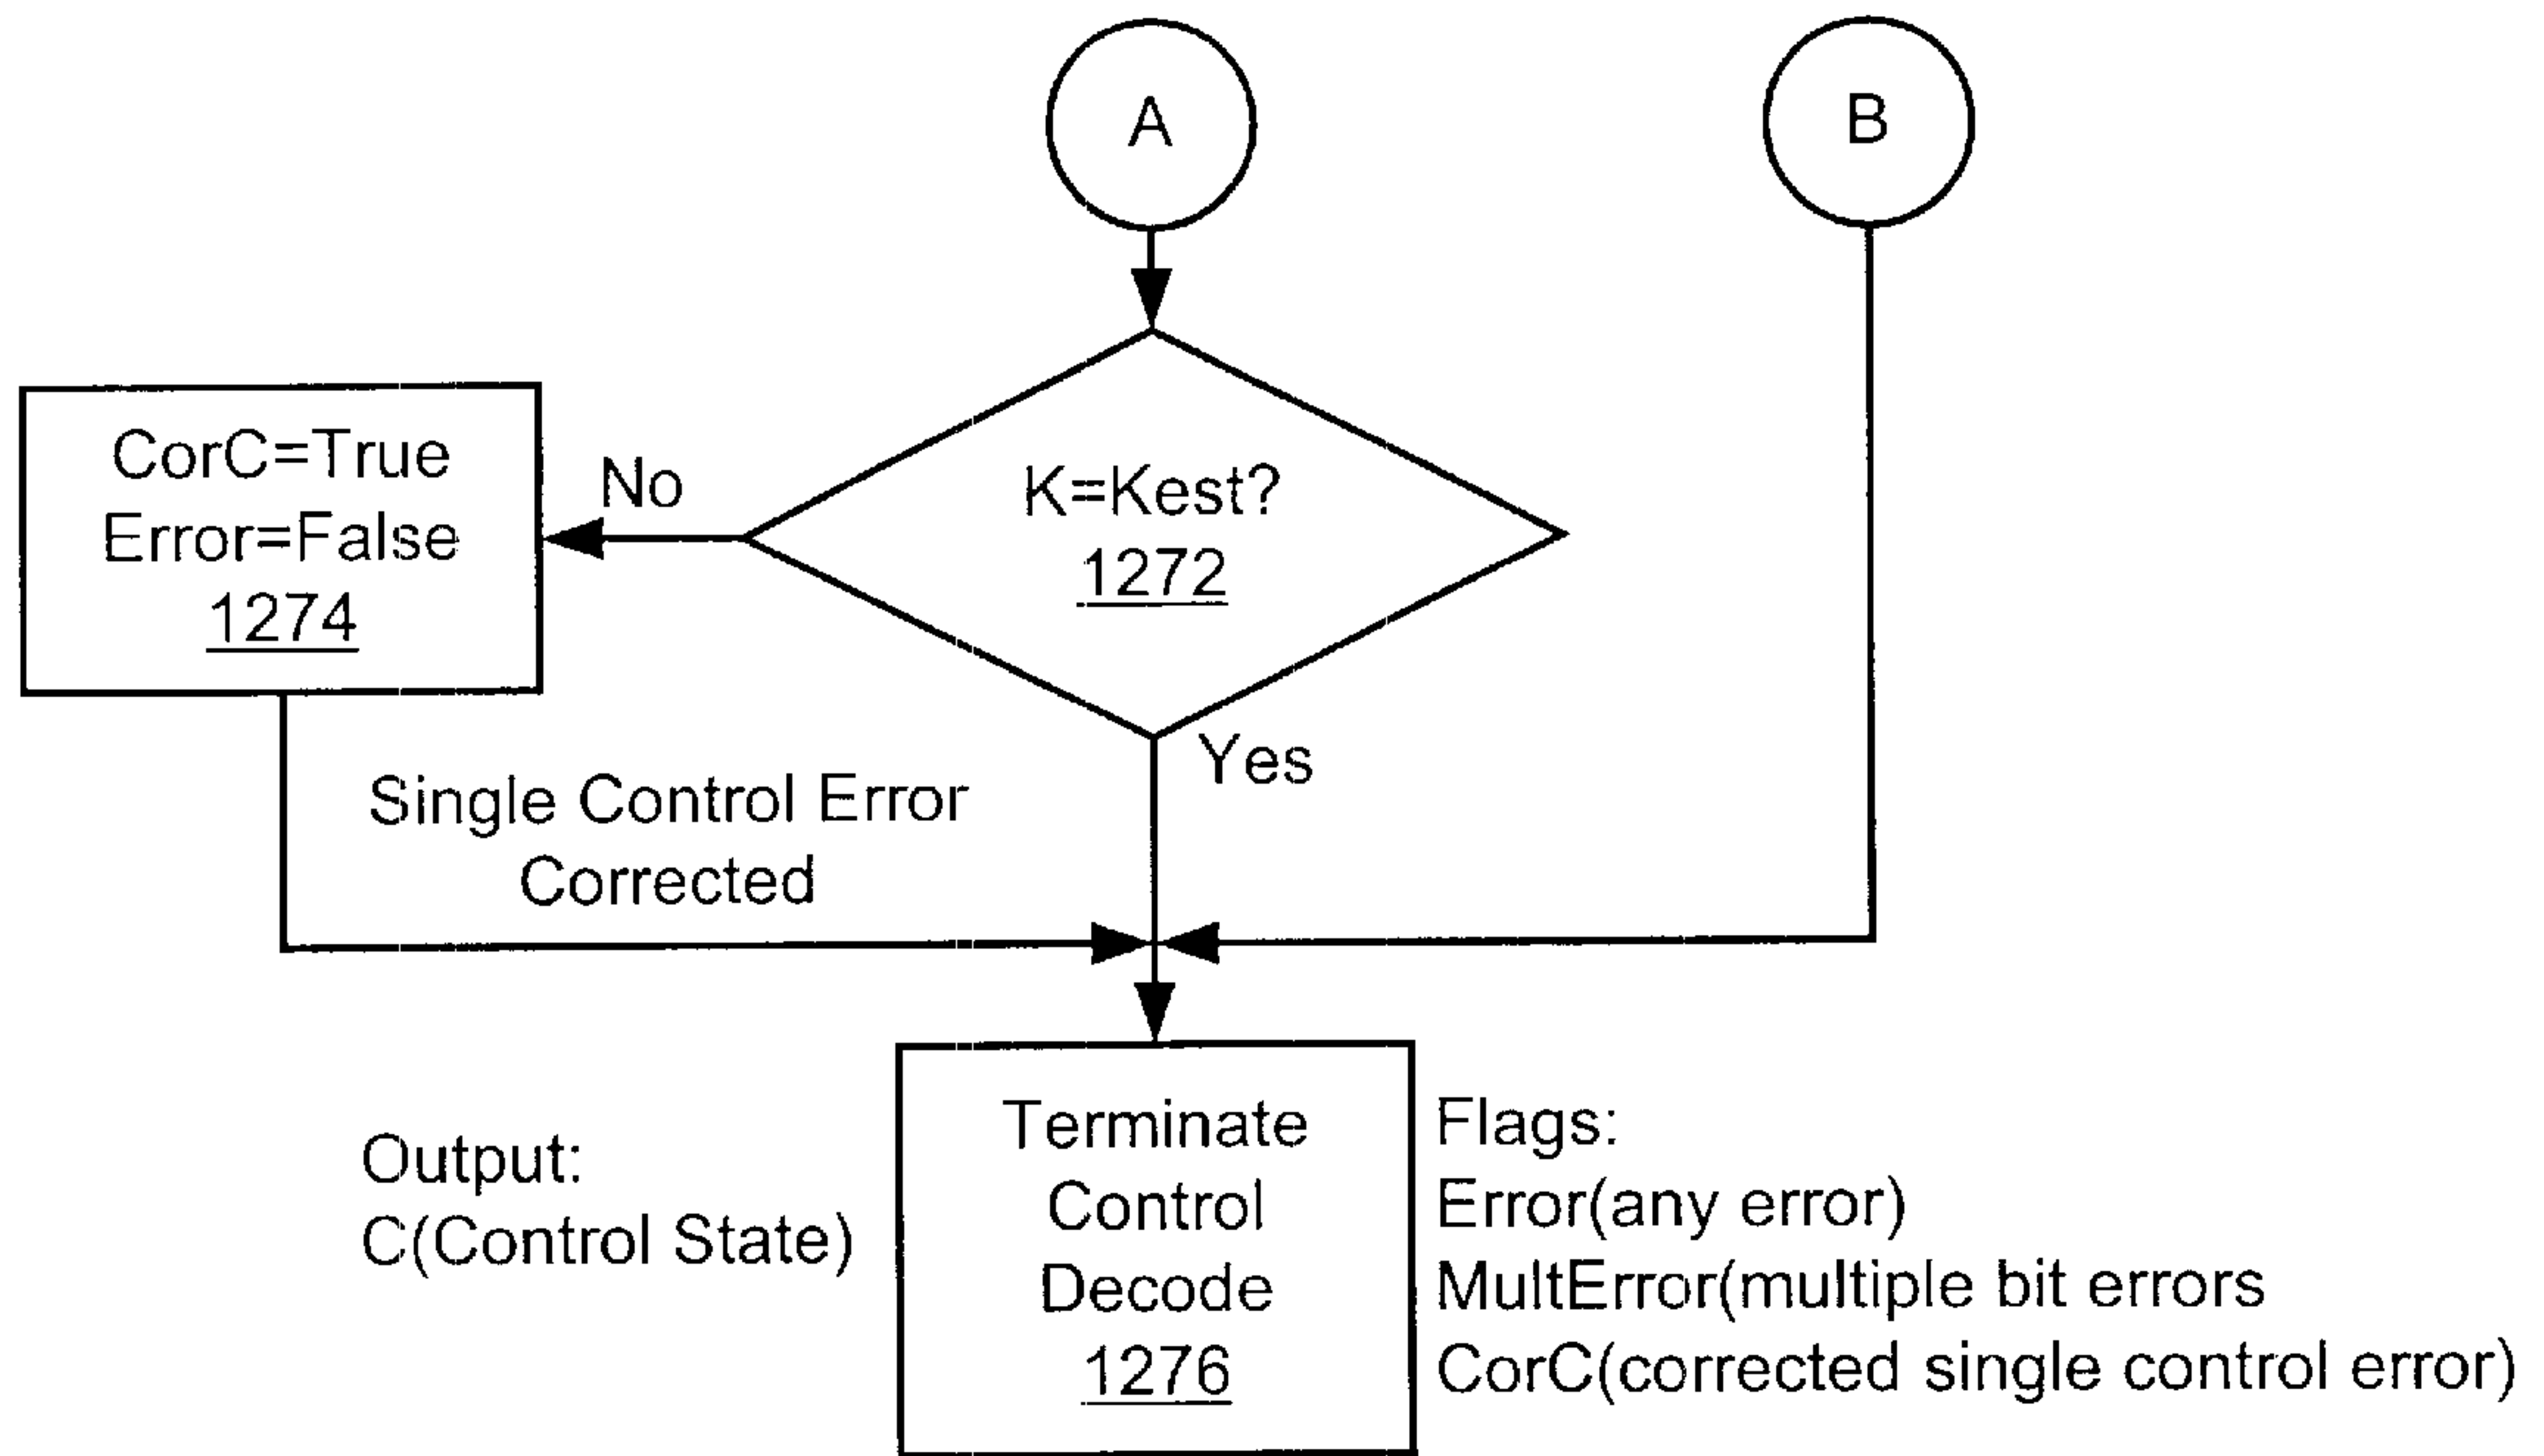 A
B
CorC=True
Error=False
1274
No
K=Kest?
1272
Yes
Single Control Error
Corrected
Output:
C(Control State)
Terminate
Control
Decode
1276
Flags:
Error(any error)
MultError(multiple bit errors
CorC(corrected single control error)